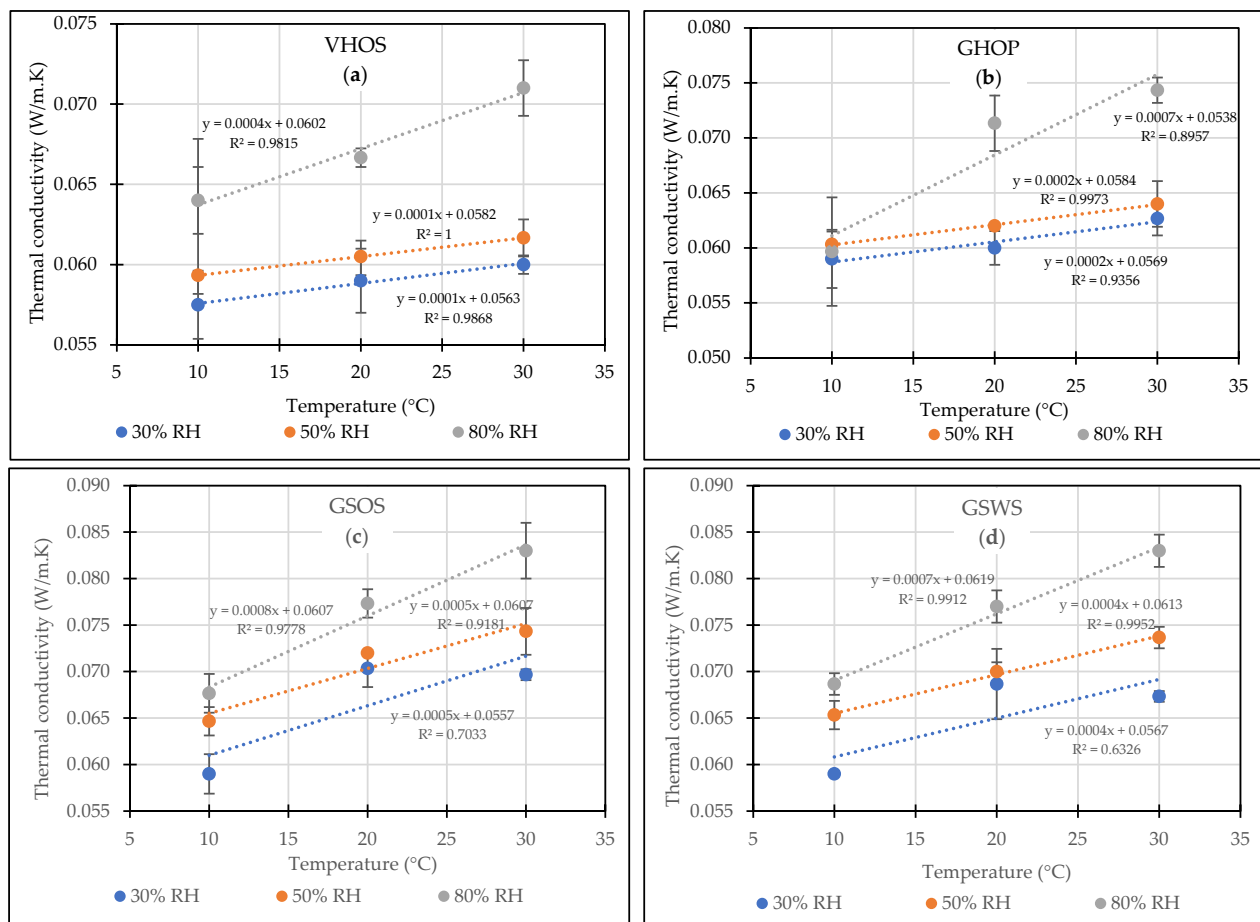 VHOS
(a)
Thermal conductivity (W/m.K)
0.075
0.070
0.065
0.060
0.055
y = 0.0004x + 0.0602
R² = 0.9815
y = 0.0001x + 0.0582
R² = 1
y = 0.0001x + 0.0563
R² = 0.9868
5 10 15 20 25 30 35
Temperature (°C)
30% RH 50% RH 80% RH
GHOP
(b)
Thermal conductivity (W/m.K)
0.080
0.075
0.070
0.065
0.060
0.055
0.050
y = 0.0007x + 0.0538
R² = 0.8957
y = 0.0002x + 0.0584
R² = 0.9973
y = 0.0002x + 0.0569
R² = 0.9356
5 10 15 20 25 30 35
Temperature (°C)
30% RH 50% RH 80% RH
GSOS
(c)
Thermal conductivity (W/m.K)
0.090
0.085
0.080
0.075
0.070
0.065
0.060
0.055
y = 0.0008x + 0.0607
R² = 0.9778
y = 0.0005x + 0.0607
R² = 0.9181
y = 0.0005x + 0.0557
R² = 0.7033
5 10 15 20 25 30 35
Temperature (°C)
30% RH 50% RH 80% RH
GSWS
(d)
Thermal conductivity (W/m.K)
0.090
0.085
0.080
0.075
0.070
0.065
0.060
0.055
y = 0.0007x + 0.0619
R² = 0.9912
y = 0.0004x + 0.0613
R² = 0.9952
y = 0.0004x + 0.0567
R² = 0.6326
5 10 15 20 25 30 35
Temperature (°C)
30% RH 50% RH 80% RH